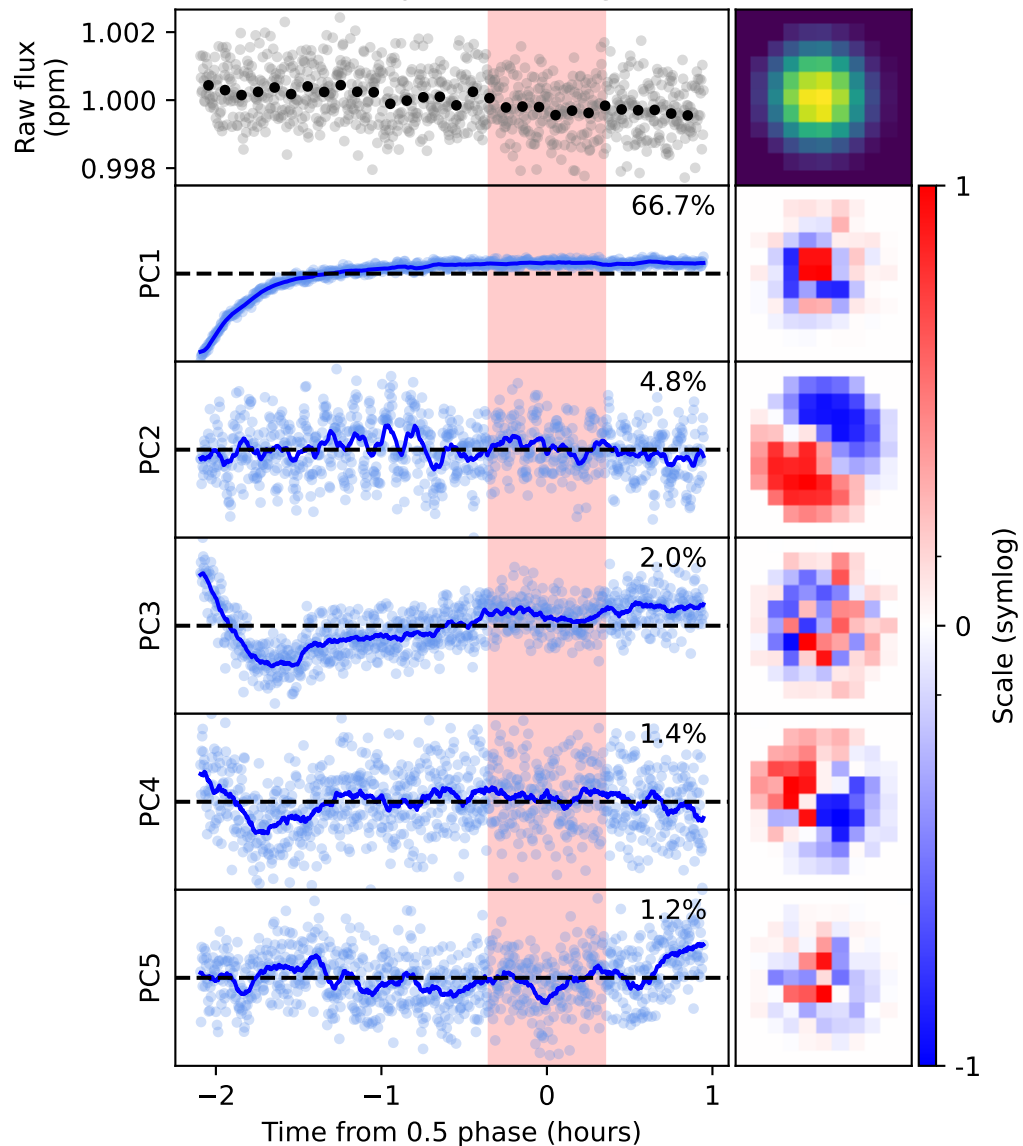 Raw flux
(ppm)
1.002
1.000
0.998
PC1
66.7%
1
PC2
4.8%
PC3
2.0%
0
Scale (symlog)
PC4
1.4%
PC5
1.2%
-1
−2
−1
0
1
Time from 0.5 phase (hours)